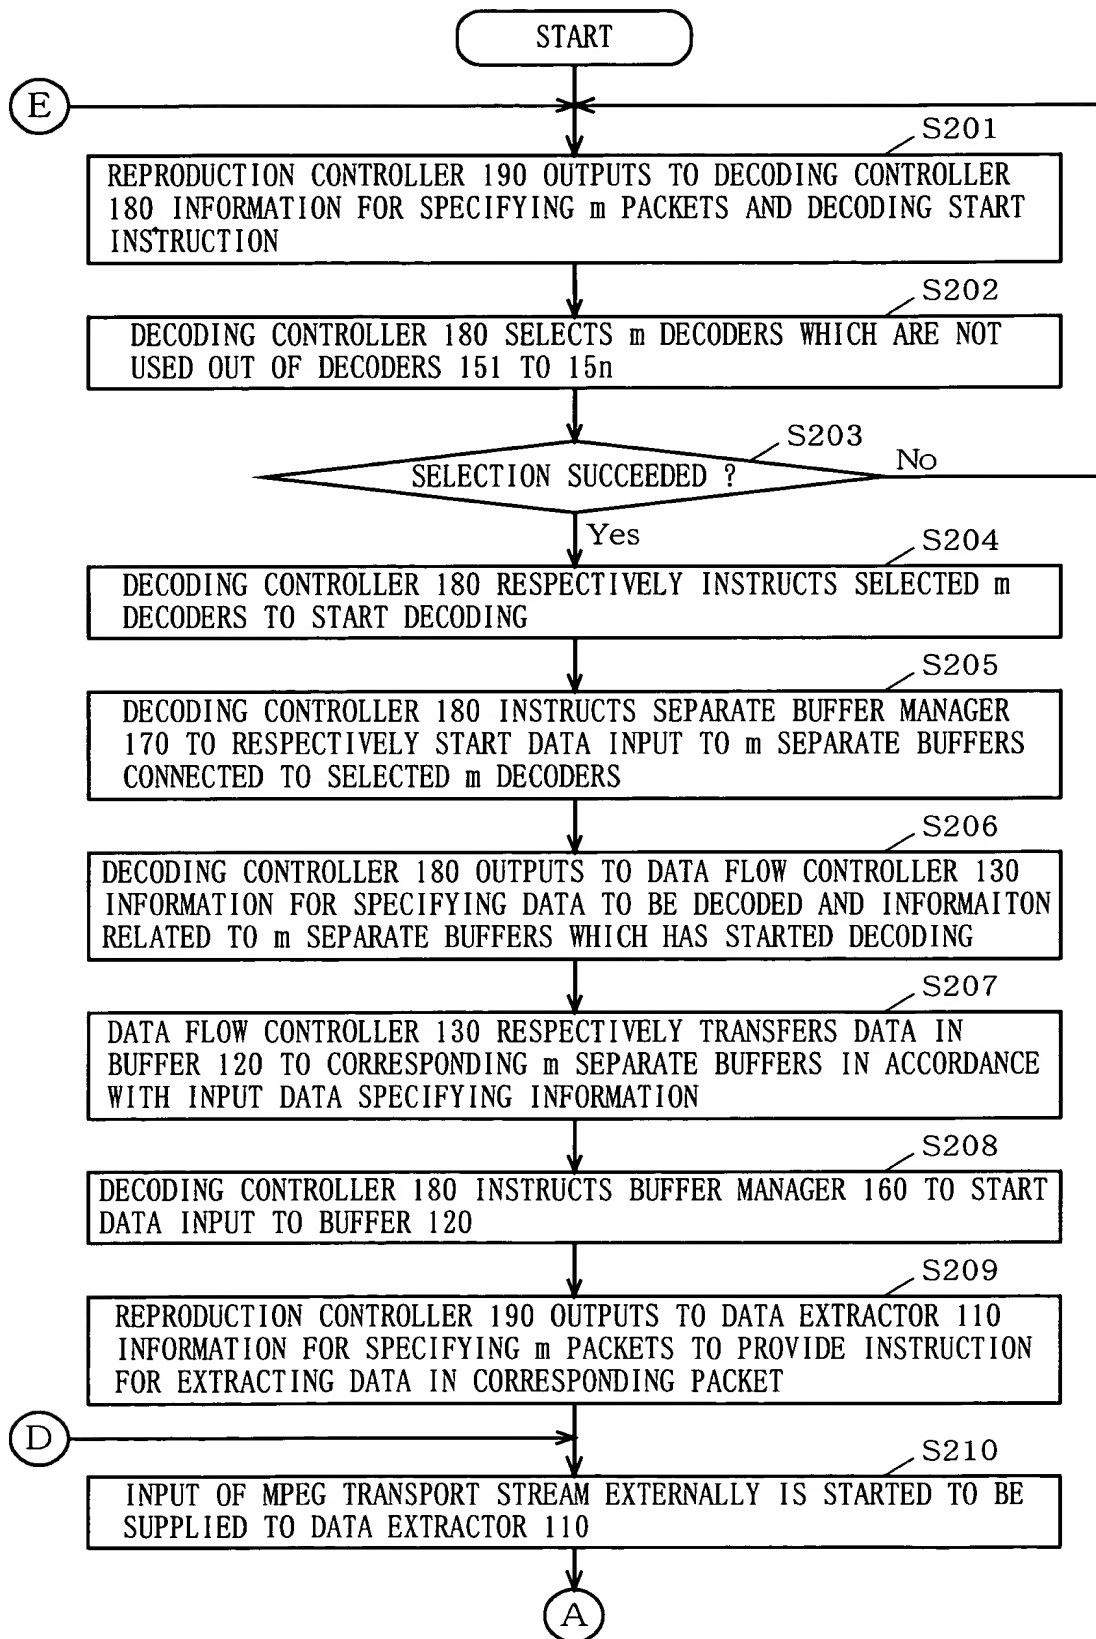 START
E
S201
REPRODUCTION CONTROLLER 190 OUTPUTS TO DECODING CONTROLLER
180 INFORMATION FOR SPECIFYING m PACKETS AND DECODING START
INSTRUCTION
S202
DECODING CONTROLLER 180 SELECTS m DECODERS WHICH ARE NOT
USED OUT OF DECODERS 151 TO 15n
S203
SELECTION SUCCEEDED ?
No
Yes
S204
DECODING CONTROLLER 180 RESPECTIVELY INSTRUCTS SELECTED m
DECODERS TO START DECODING
S205
DECODING CONTROLLER 180 INSTRUCTS SEPARATE BUFFER MANAGER
170 TO RESPECTIVELY START DATA INPUT TO m SEPARATE BUFFERS
CONNECTED TO SELECTED m DECODERS
S206
DECODING CONTROLLER 180 OUTPUTS TO DATA FLOW CONTROLLER 130
INFORMATION FOR SPECIFYING DATA TO BE DECODED AND INFORMAITON
RELATED TO m SEPARATE BUFFERS WHICH HAS STARTED DECODING
S207
DATA FLOW CONTROLLER 130 RESPECTIVELY TRANSFERS DATA IN
BUFFER 120 TO CORRESPONDING m SEPARATE BUFFERS IN ACCORDANCE
WITH INPUT DATA SPECIFYING INFORMATION
S208
DECODING CONTROLLER 180 INSTRUCTS BUFFER MANAGER 160 TO START
DATA INPUT TO BUFFER 120
S209
REPRODUCTION CONTROLLER 190 OUTPUTS TO DATA EXTRACTOR 110
INFORMATION FOR SPECIFYING m PACKETS TO PROVIDE INSTRUCTION
FOR EXTRACTING DATA IN CORRESPONDING PACKET
D
S210
INPUT OF MPEG TRANSPORT STREAM EXTERNALLY IS STARTED TO BE
SUPPLIED TO DATA EXTRACTOR 110
A